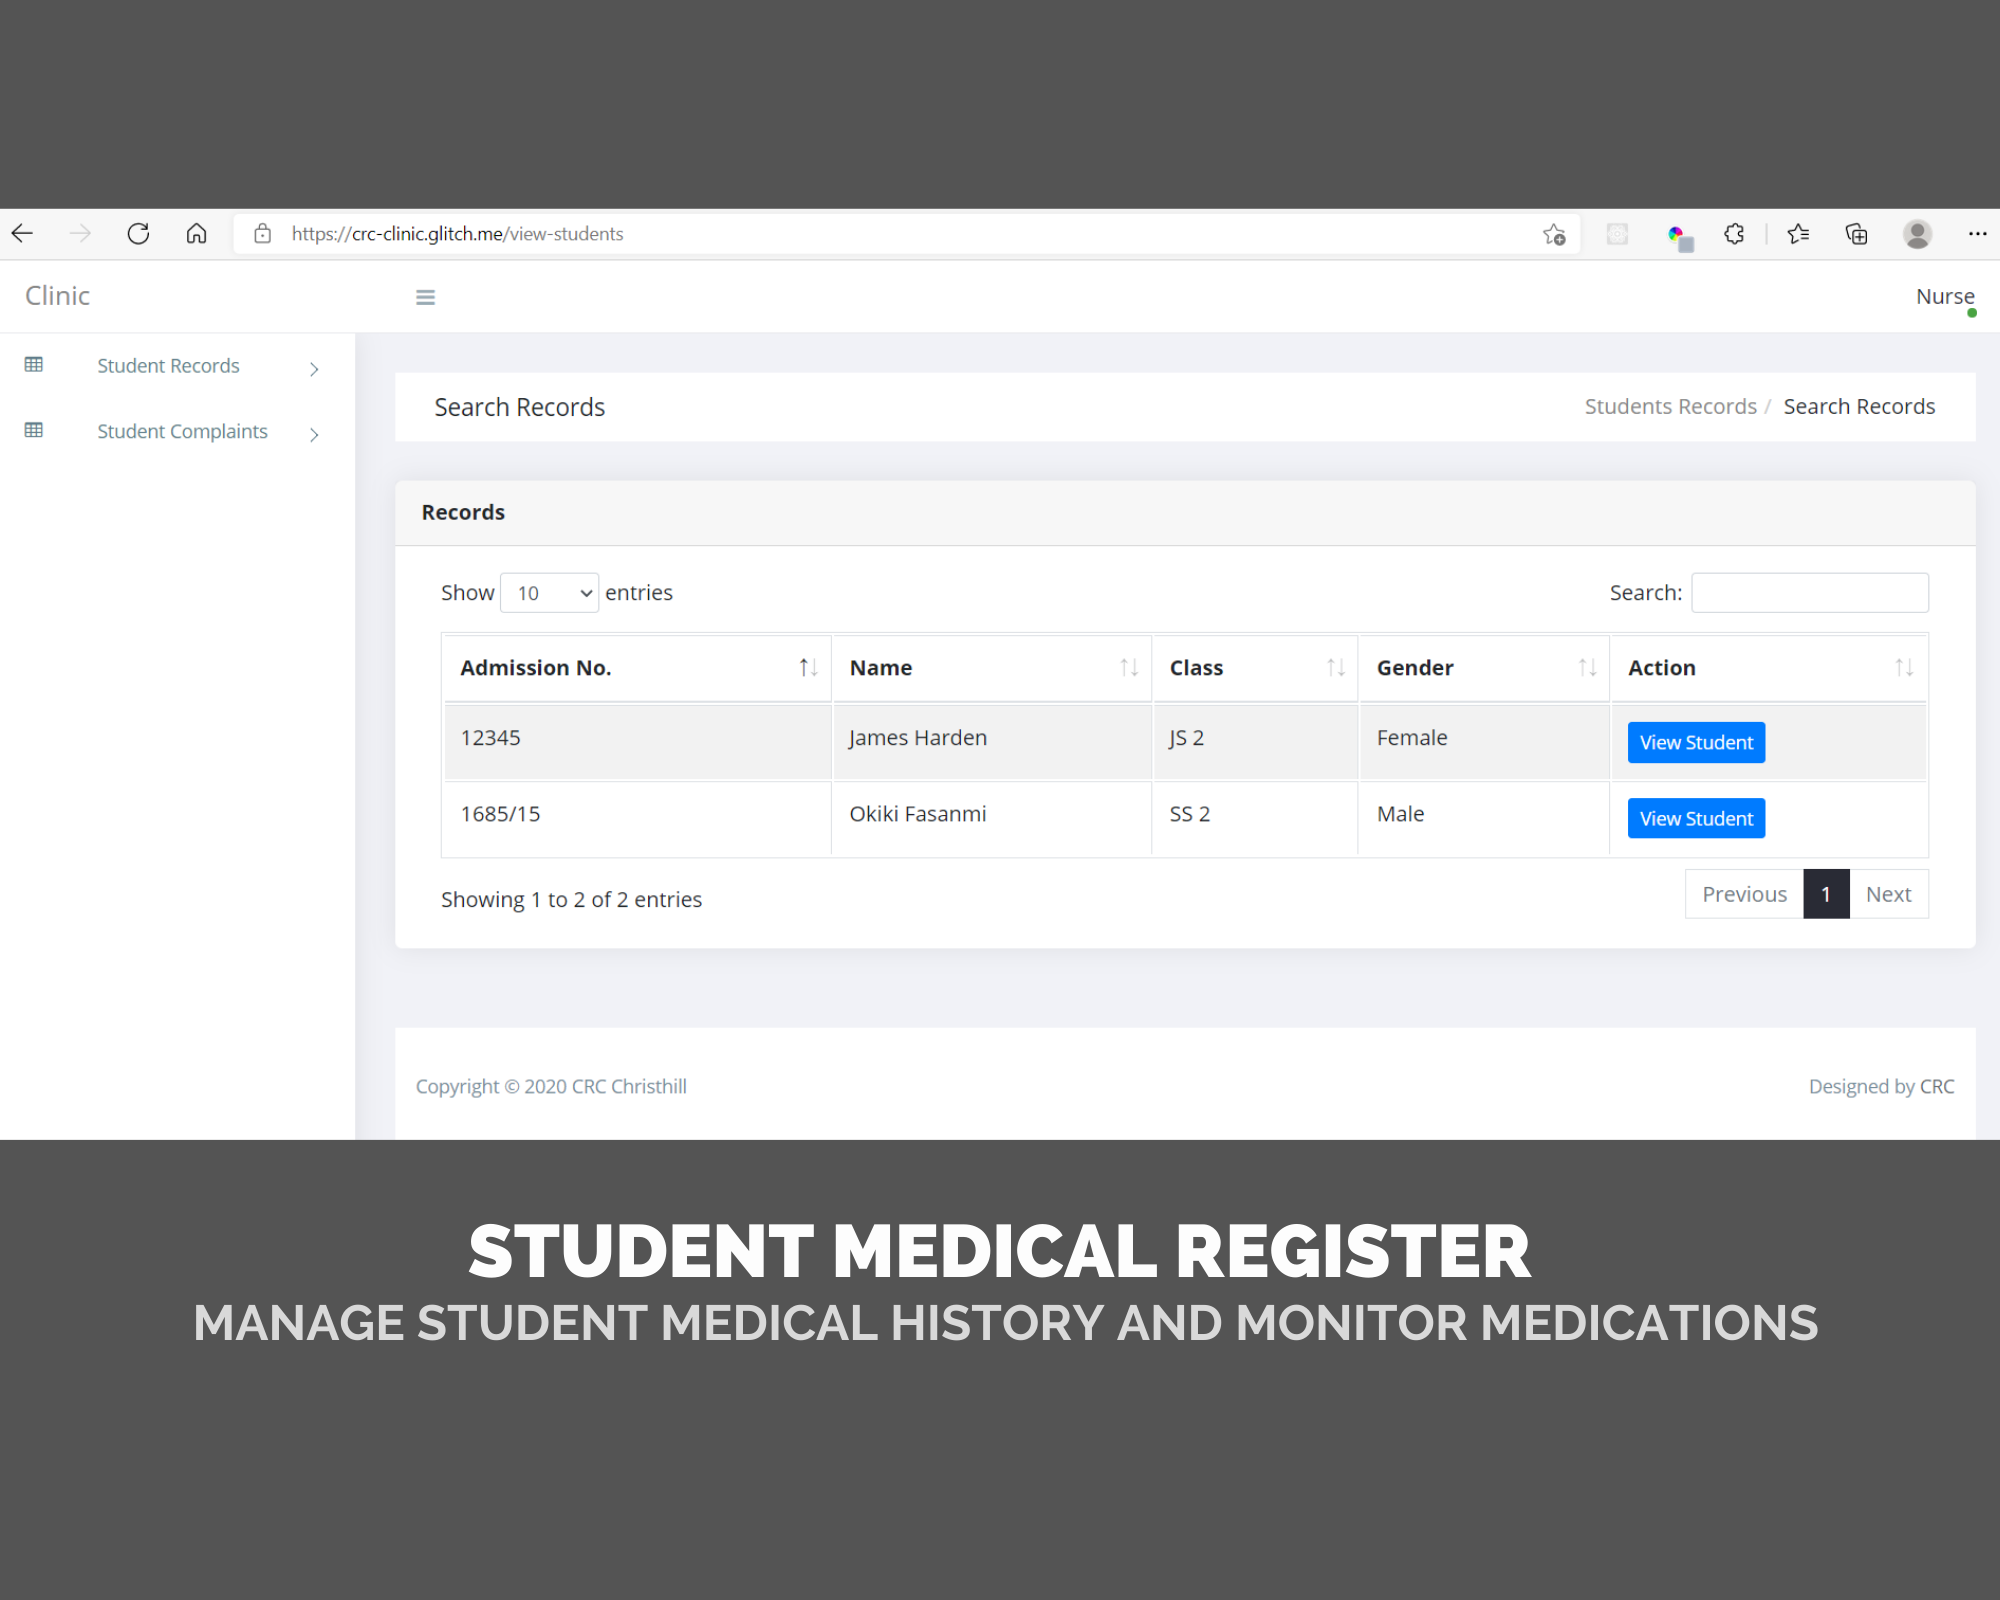 https://crc-clinic.glitch.me/view-students
Clinic
Nurse
Student Records
Student Complaints
Search Records
Students Records / Search Records
Records
Show 10 entries
Search:
Admission No. Name Class Gender Action
12345 James Harden JS 2 Female View Student
1685/15 Okiki Fasanmi SS 2 Male View Student
Showing 1 to 2 of 2 entries
Previous 1 Next
Copyright © 2020 CRC Christhill
Designed by CRC
STUDENT MEDICAL REGISTER
MANAGE STUDENT MEDICAL HISTORY AND MONITOR MEDICATIONS